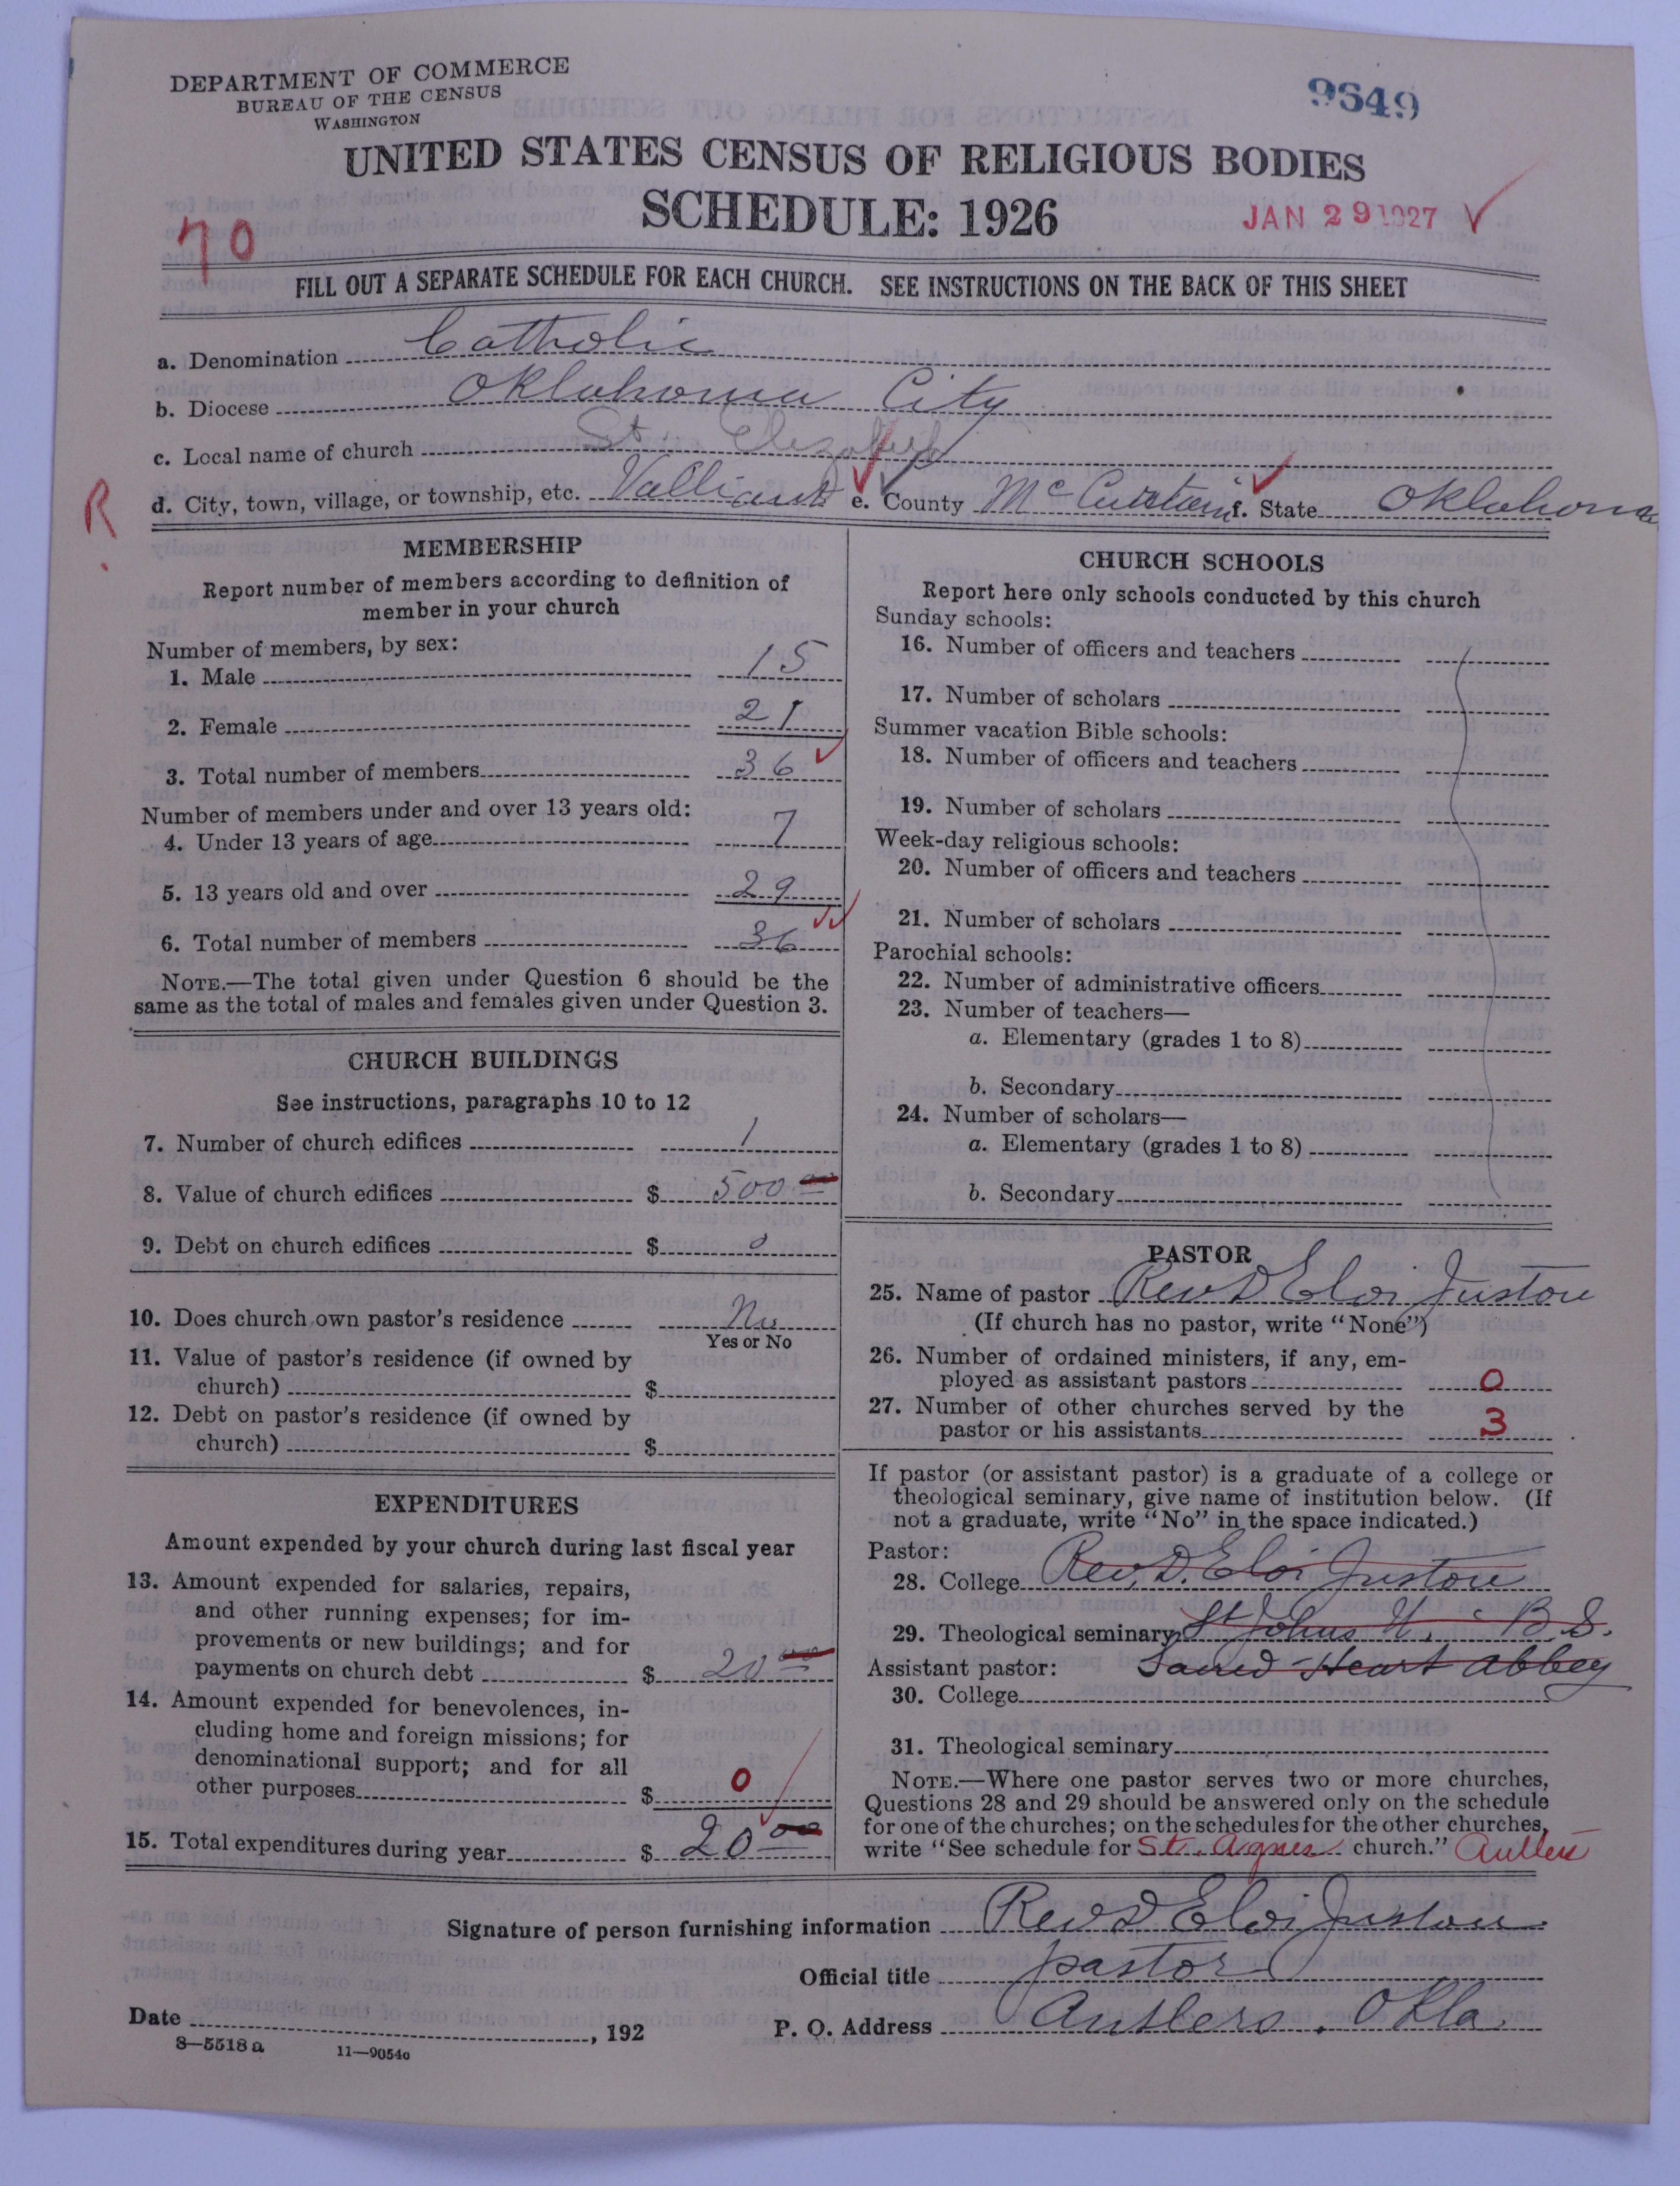 DEPARTMENT OF COMMERCE
BUREAU OF THE CENSUS
WASHINGTON
9649
UNITED STATES CENSUS OF RELIGIOUS BODIES
SCHEDULE: 1926
JAN 29 1927
70
FILL OUT A SEPARATE SCHEDULE FOR EACH CHURCH. SEE INSTRUCTIONS ON THE BACK OF THIS SHEET
a. Denomination Catholic
b. Diocese Oklahoma City
c. Local name of church St Elizabeth
R
d. City, town, village, or township, etc. Valliant e. County McCurtain f. State Oklahoma
MEMBERSHIP
Report number of members according to definition of
member in your church
Number of members, by sex:
1. Male 15
2. Female 21
3. Total number of members 36
Number of members under and over 13 years old:
4. Under 13 years of age 7
5. 13 years old and over 29
6. Total number of members 36
NOTE.—The total given under Question 6 should be the
same as the total of males and females given under Question 3.
CHURCH BUILDINGS
See instructions, paragraphs 10 to 12
7. Number of church edifices 1
8. Value of church edifices $ 500 00
9. Debt on church edifices $ 0
10. Does church own pastor's residence No
Yes or No
11. Value of pastor's residence (if owned by
church) $
12. Debt on pastor's residence (if owned by
church) $
EXPENDITURES
Amount expended by your church during last fiscal year
13. Amount expended for salaries, repairs,
and other running expenses; for im-
provements or new buildings; and for
payments on church debt $ 20 00
14. Amount expended for benevolences, in-
cluding home and foreign missions; for
denominational support; and for all
other purposes $ 0
15. Total expenditures during year $ 20 00
CHURCH SCHOOLS
Report here only schools conducted by this church
Sunday schools:
16. Number of officers and teachers
17. Number of scholars
Summer vacation Bible schools:
18. Number of officers and teachers
19. Number of scholars
Week-day religious schools:
20. Number of officers and teachers
21. Number of scholars
Parochial schools:
22. Number of administrative officers
23. Number of teachers—
a. Elementary (grades 1 to 8)
b. Secondary
24. Number of scholars—
a. Elementary (grades 1 to 8)
b. Secondary
PASTOR
25. Name of pastor Rev D Eloi Juston
(If church has no pastor, write "None")
26. Number of ordained ministers, if any, em-
ployed as assistant pastors 0
27. Number of other churches served by the
pastor or his assistants 3
If pastor (or assistant pastor) is a graduate of a college or
theological seminary, give name of institution below. (If
not a graduate, write "No" in the space indicated.)
Pastor:
28. College Rev. D. Eloi Juston
29. Theological seminary St Johns U. B.S.
Assistant pastor: Sacred Heart Abbey
30. College
31. Theological seminary
NOTE.—Where one pastor serves two or more churches,
Questions 28 and 29 should be answered only on the schedule
for one of the churches; on the schedules for the other churches,
write "See schedule for St. Agnes church."
Signature of person furnishing information Rev D Eloi Juston
Official title pastor
Date , 192
P. O. Address Antlers, Okla.
8—5518 a
11—9054c